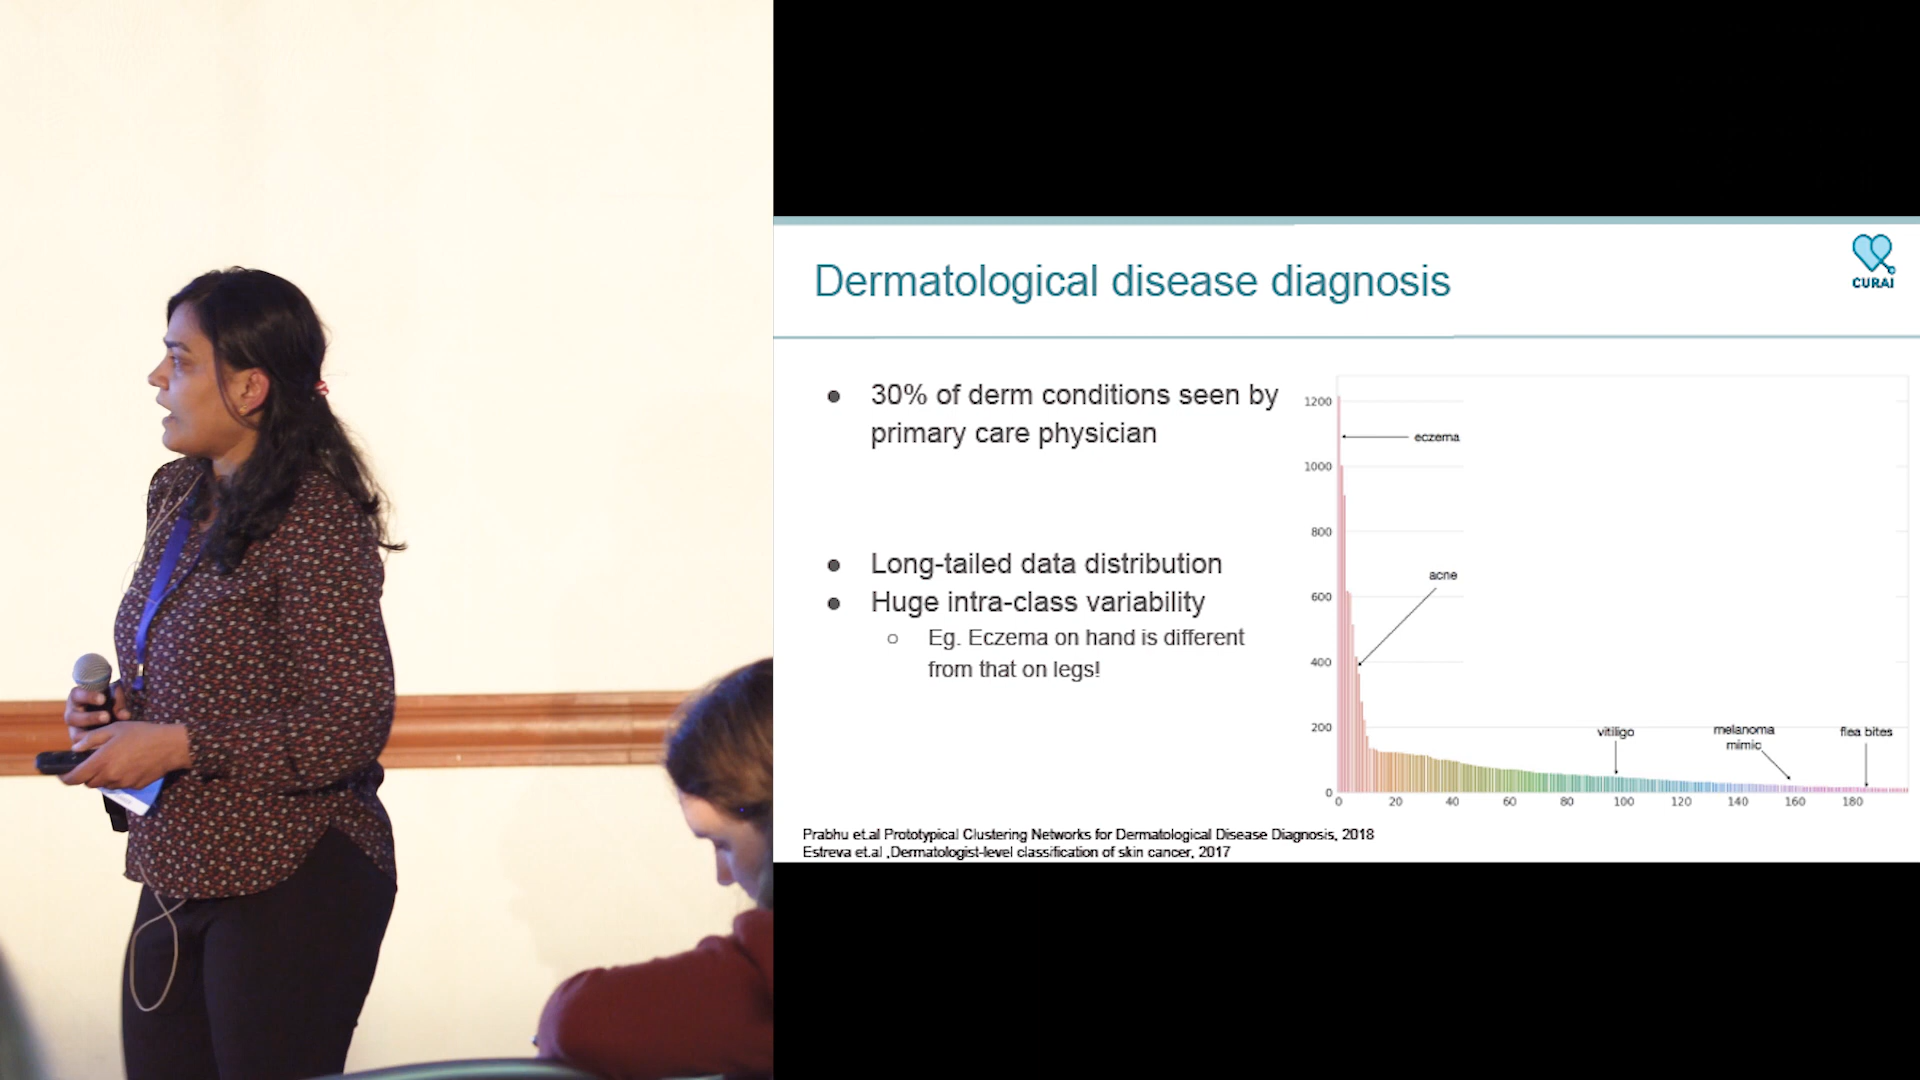 Dermatological disease diagnosis
CURAI
30% of derm conditions seen by
primary care physician
Long-tailed data distribution
Huge intra-class variability
Eg. Eczema on hand is different
from that on legs!
1200
1000
800
600
400
200
0
eczema
acne
vitiligo
melanoma
mimic
flea bites
0 20 40 60 80 100 120 140 160 180
Prabhu et.al Prototypical Clustering Networks for Dermatological Disease Diagnosis, 2018
Estreva et.al ,Dermatologist-level classification of skin cancer, 2017